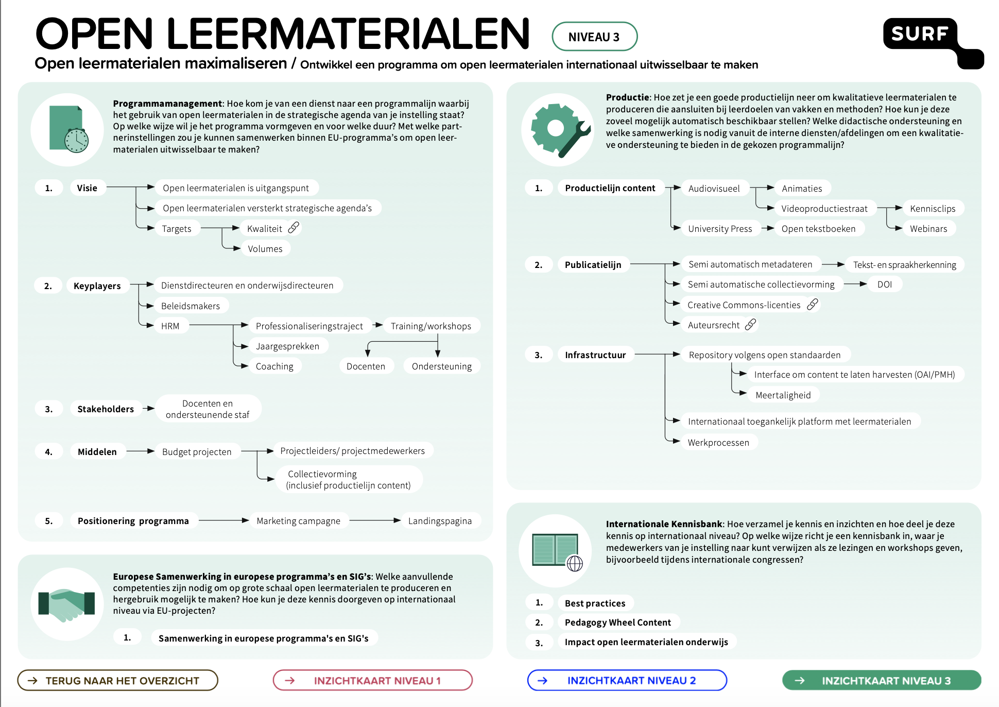 OPEN LEERMATERIALEN
NIVEAU 3
SURF
Open leermaterialen maximaliseren / Ontwikkel een programma om open leermaterialen internationaal uitwisselbaar te maken
Programmamanagement: Hoe kom je van een dienst naar een programmalijn waarbij
het gebruik van open leermaterialen in de strategische agenda van je instelling staat?
Op welke wijze wil je het programma vormgeven en voor welke duur? Met welke part-
nerinstellingen zou je kunnen samenwerken binnen EU-programma’s om open leer-
materialen uitwisselbaar te maken?
1.
Visie
Open leermaterialen is uitgangspunt
Open leermaterialen versterkt strategische agenda’s
Targets
Kwaliteit
Volumes
2.
Keyplayers
Dienstdirecteuren en onderwijsdirecteuren
Beleidsmakers
HRM
Professionaliseringstraject
Training/workshops
Jaargesprekken
Coaching
Docenten
Ondersteuning
3.
Stakeholders
Docenten en
ondersteunende staf
4.
Middelen
Budget projecten
Projectleiders/ projectmedewerkers
Collectievorming
(inclusief productielijn content)
5.
Positionering programma
Marketing campagne
Landingspagina
Europese Samenwerking in europese programma’s en SIG’s: Welke aanvullende
competenties zijn nodig om op grote schaal open leermaterialen te produceren en
hergebruik mogelijk te maken? Hoe kun je deze kennis doorgeven op internationaal
niveau via EU-projecten?
1.
Samenwerking in europese programma's en SIG's
Productie: Hoe zet je een goede productielijn neer om kwalitatieve leermaterialen te
produceren die aansluiten bij leerdoelen van vakken en methoden? Hoe kun je deze
zoveel mogelijk automatisch beschikbaar stellen? Welke didactische ondersteuning en
welke samenwerking is nodig vanuit de interne diensten/afdelingen om een kwalitatie-
ve ondersteuning te bieden in de gekozen programmalijn?
1.
Productielijn content
Audiovisueel
Animaties
Videoproductiestraat
Kennisclips
University Press
Open tekstboeken
Webinars
2.
Publicatielijn
Semi automatisch metadateren
Tekst- en spraakherkenning
Semi automatische collectievorming
DOI
Creative Commons-licenties
Auteursrecht
3.
Infrastructuur
Repository volgens open standaarden
Interface om content te laten harvesten (OAI/PMH)
Meertaligheid
Internationaal toegankelijk platform met leermaterialen
Werkprocessen
Internationale Kennisbank: Hoe verzamel je kennis en inzichten en hoe deel je deze
kennis op internationaal niveau? Op welke wijze richt je een kennisbank in, waar je
medewerkers van je instelling naar kunt verwijzen als ze lezingen en workshops geven,
bijvoorbeeld tijdens internationale congressen?
1.
Best practices
2.
Pedagogy Wheel Content
3.
Impact open leermaterialen onderwijs
→ TERUG NAAR HET OVERZICHT
→ INZICHTKAART NIVEAU 1
→ INZICHTKAART NIVEAU 2
→ INZICHTKAART NIVEAU 3